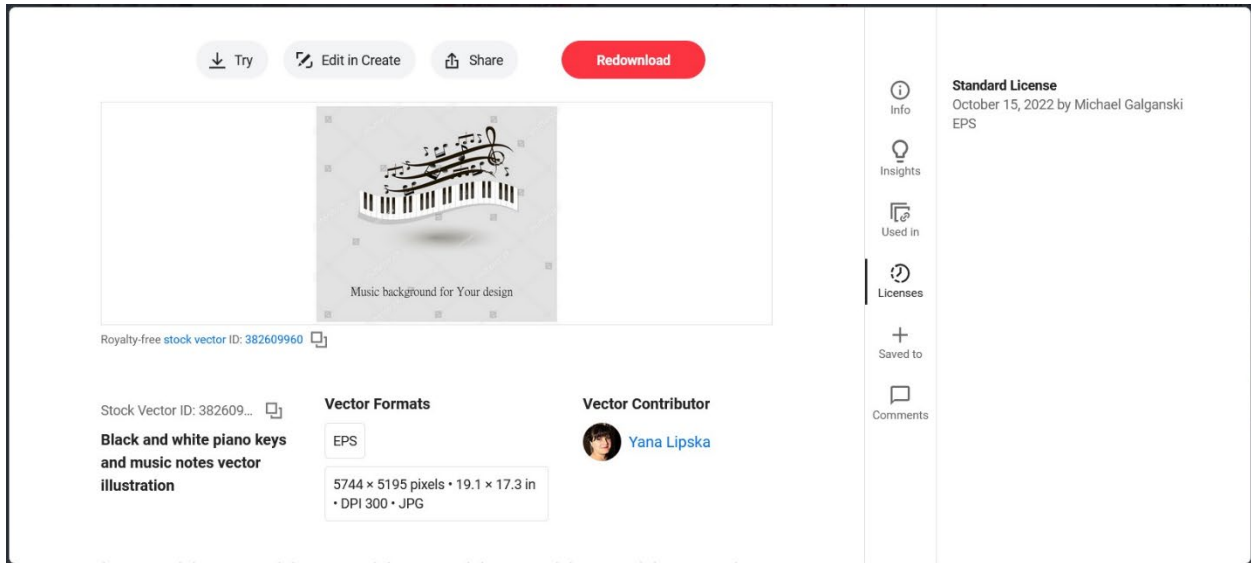 Try
Edit in Create
Share
Redownload
Music background for Your design
Royalty-free stock vector ID: 382609960
Stock Vector ID: 382609...
Black and white piano keys
and music notes vector
illustration
Vector Formats
EPS
5744 × 5195 pixels • 19.1 × 17.3 in
• DPI 300 • JPG
Vector Contributor
Yana Lipska
Info
Insights
Used in
Licenses
Saved to
Comments
Standard License
October 15, 2022 by Michael Galganski
EPS